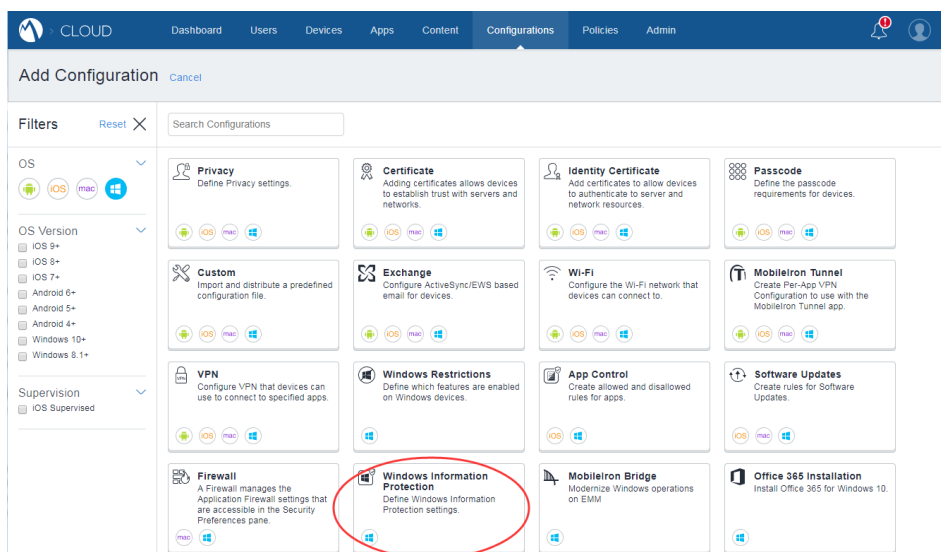 CLOUD
Dashboard Users Devices Apps Content Configurations Policies Admin
!
Add Configuration Cancel
Filters Reset
Search Configurations
OS
iOS mac
OS Version
iOS 9+
iOS 8+
iOS 7+
Android 6+
Android 5+
Android 4+
Windows 10+
Windows 8.1+
Supervision
iOS Supervised
Privacy
Define Privacy settings.
iOS mac
Certificate
Adding certificates allows devices
to establish trust with servers and
networks.
iOS mac
Identity Certificate
Add certificates to allow devices
to authenticate to server and
network resources.
iOS mac
Passcode
Define the passcode
requirements for devices.
iOS mac
Custom
Import and distribute a predefined
configuration file.
iOS mac
Exchange
Configure ActiveSync/EWS based
email for devices.
iOS mac
Wi-Fi
Configure the Wi-Fi network that
devices can connect to.
iOS mac
MobileIron Tunnel
Create Per-App VPN
Configuration to use with the
MobileIron Tunnel app.
iOS mac
VPN
VPN
Configure VPN that devices can
use to connect to specified apps.
iOS mac
Windows Restrictions
Define which features are enabled
on Windows devices.
App Control
Create allowed and disallowed
rules for apps.
iOS
Software Updates
Create rules for Software
Updates.
iOS mac
Firewall
A Firewall manages the
Application Firewall settings that
are accessible in the Security
Preferences pane.
mac
Windows Information
Protection
Define Windows Information
Protection settings.
MobileIron Bridge
Modernize Windows operations
on EMM
Office 365 Installation
Install Office 365 for Windows 10.